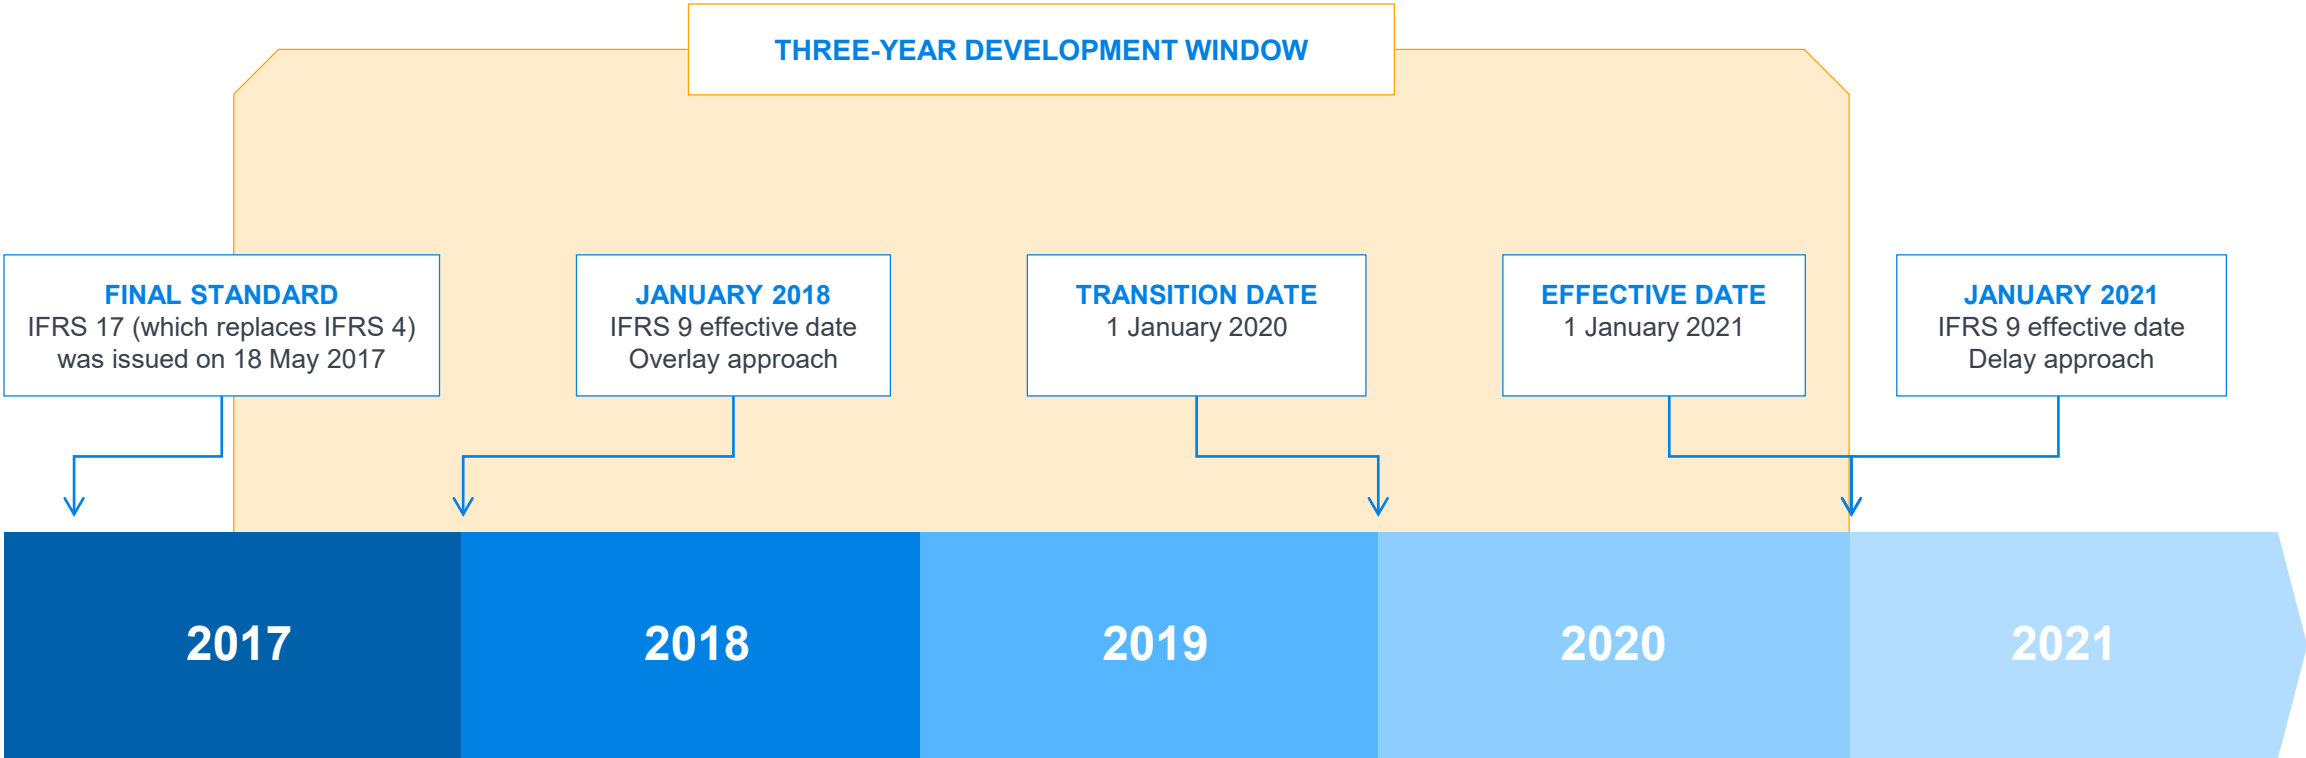 THREE-YEAR DEVELOPMENT WINDOW
FINAL STANDARD
IFRS 17 (which replaces IFRS 4)
was issued on 18 May 2017
JANUARY 2018
IFRS 9 effective date
Overlay approach
TRANSITION DATE
1 January 2020
EFFECTIVE DATE
1 January 2021
JANUARY 2021
IFRS 9 effective date
Delay approach
2017
2018
2019
2020
2021